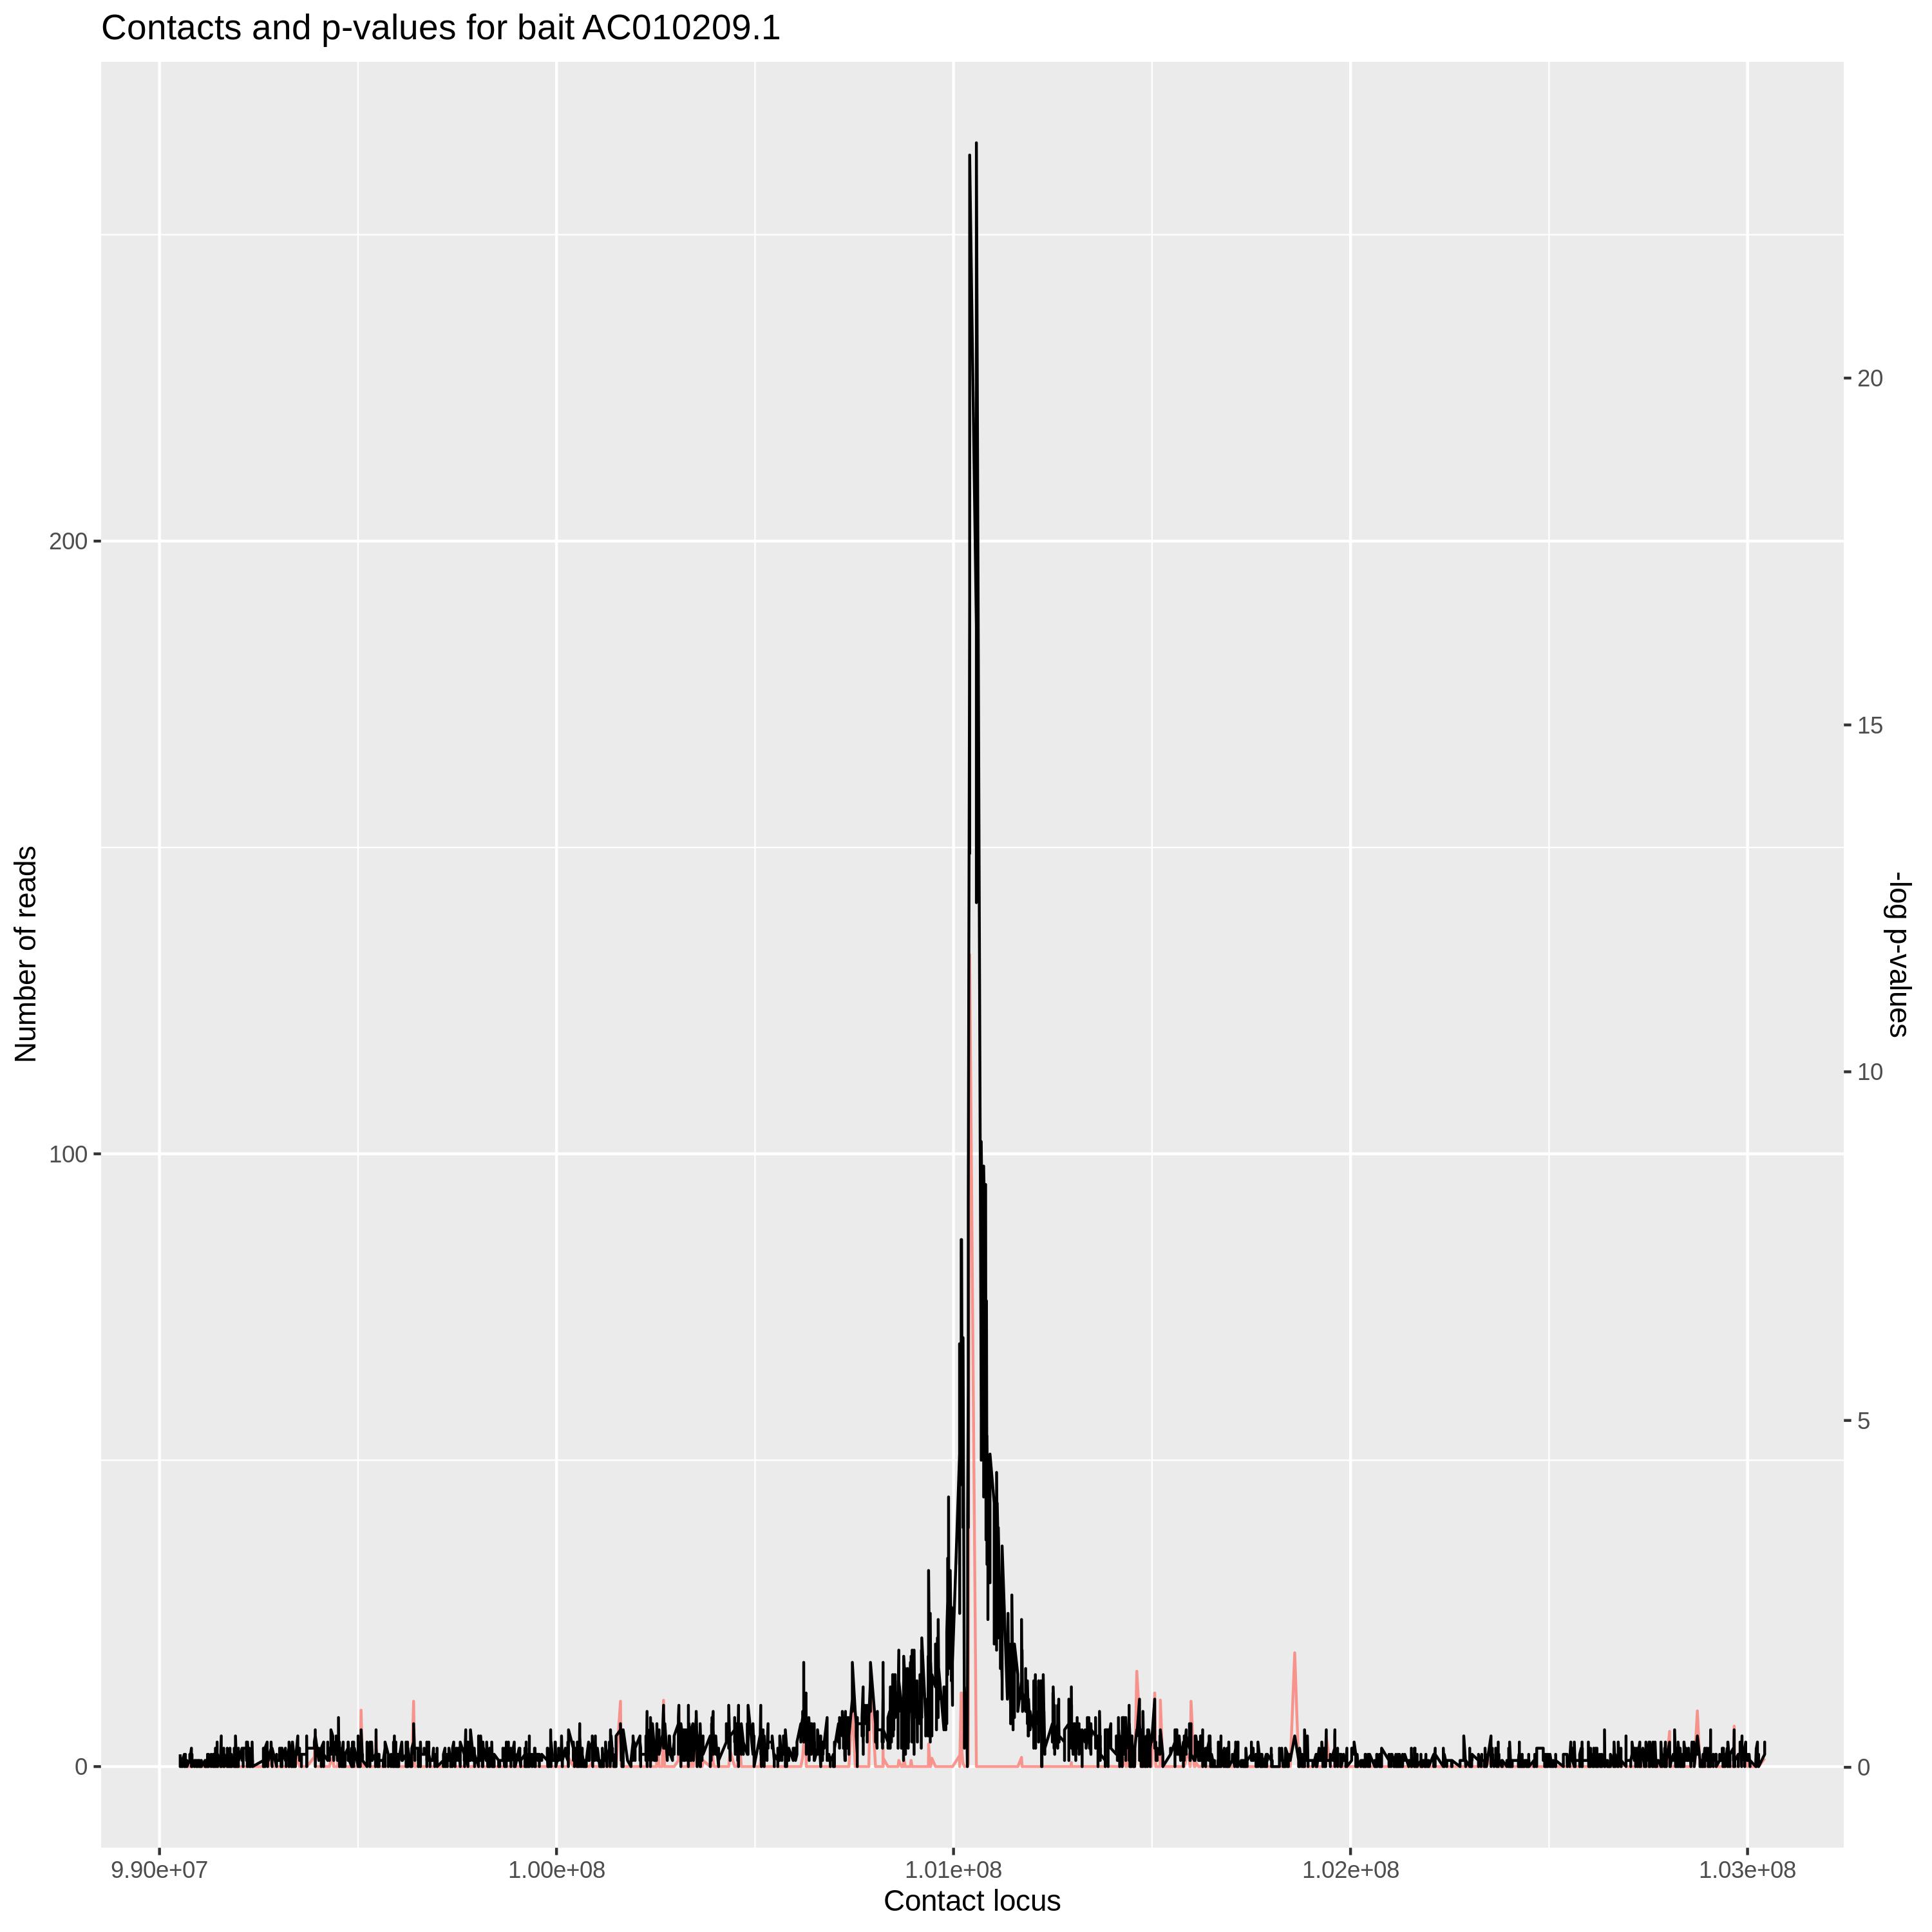 Contacts and p-values for bait AC010209.1
200
100
0
Number of reads
20
15
10
5
0
-log p-values
9.90e+07 1.00e+08 1.01e+08 1.02e+08 1.03e+08
Contact locus